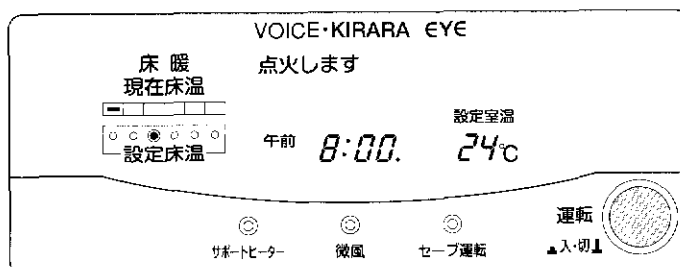 VOICE・KIRARA EYE
床暖
現在床温
点火します
設定床温
午前 8:00.
設定室温
24℃
サポートヒーター
微風
セーブ運転
運転
入・切